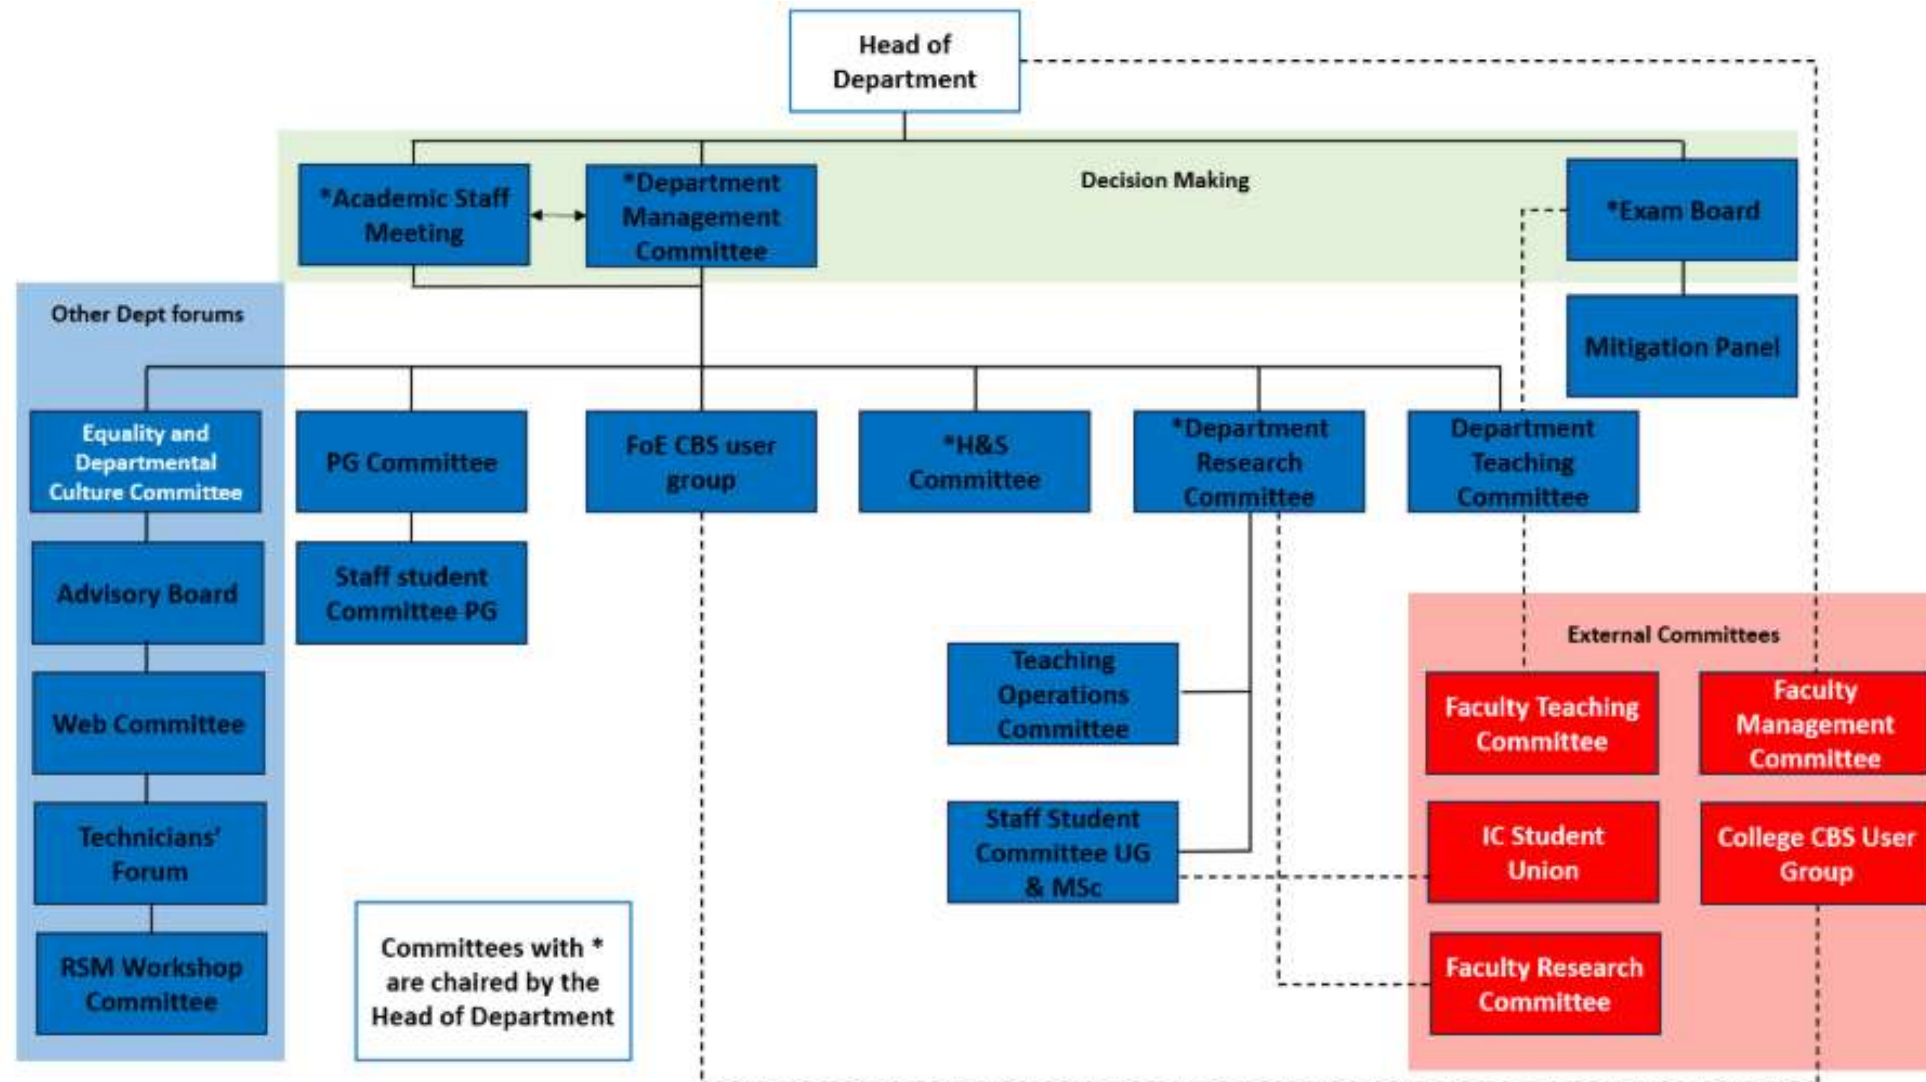 Head of
Department
Decision Making
*Academic Staff
Meeting
*Department
Management
Committee
*Exam Board
Mitigation Panel
Other Dept forums
Equality and
Departmental
Culture Committee
PG Committee
FoE CBS user
group
*H&S
Committee
*Department
Research
Committee
Department
Teaching
Committee
Advisory Board
Staff student
Committee PG
Web Committee
Technicians'
Forum
RSM Workshop
Committee
Teaching
Operations
Committee
Staff Student
Committee UG
& MSc
Committees with *
are chaired by the
Head of Department
External Committees
Faculty Teaching
Committee
Faculty
Management
Committee
IC Student
Union
College CBS User
Group
Faculty Research
Committee